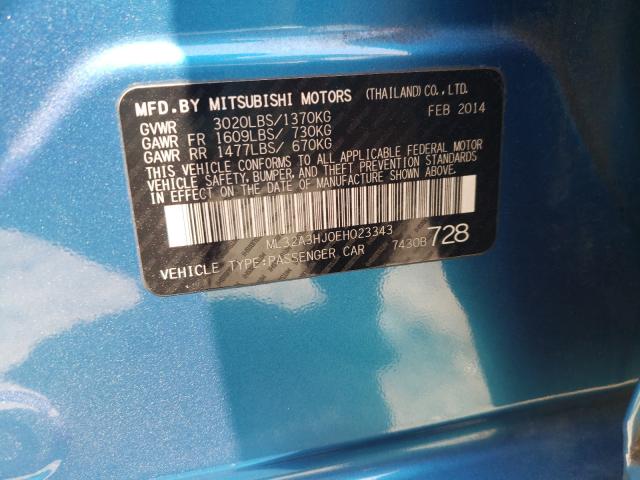 MFD.BY MITSUBISHI MOTORS (THAILAND) CO.,LTD.
FEB 2014
GVWR 3020LBS/1370KG
GAWR FR 1609LBS/ 730KG
GAWR RR 1477LBS/ 670KG
THIS VEHICLE CONFORMS TO ALL APPLICABLE FEDERAL MOTOR
VEHICLE SAFETY, BUMPER, AND THEFT PREVENTION STANDARDS
IN EFFECT ON THE DATE OF MANUFACTURE SHOWN ABOVE.
ML32A3HJ0EH023343
7430B 728
VEHICLE TYPE:PASSENGER CAR